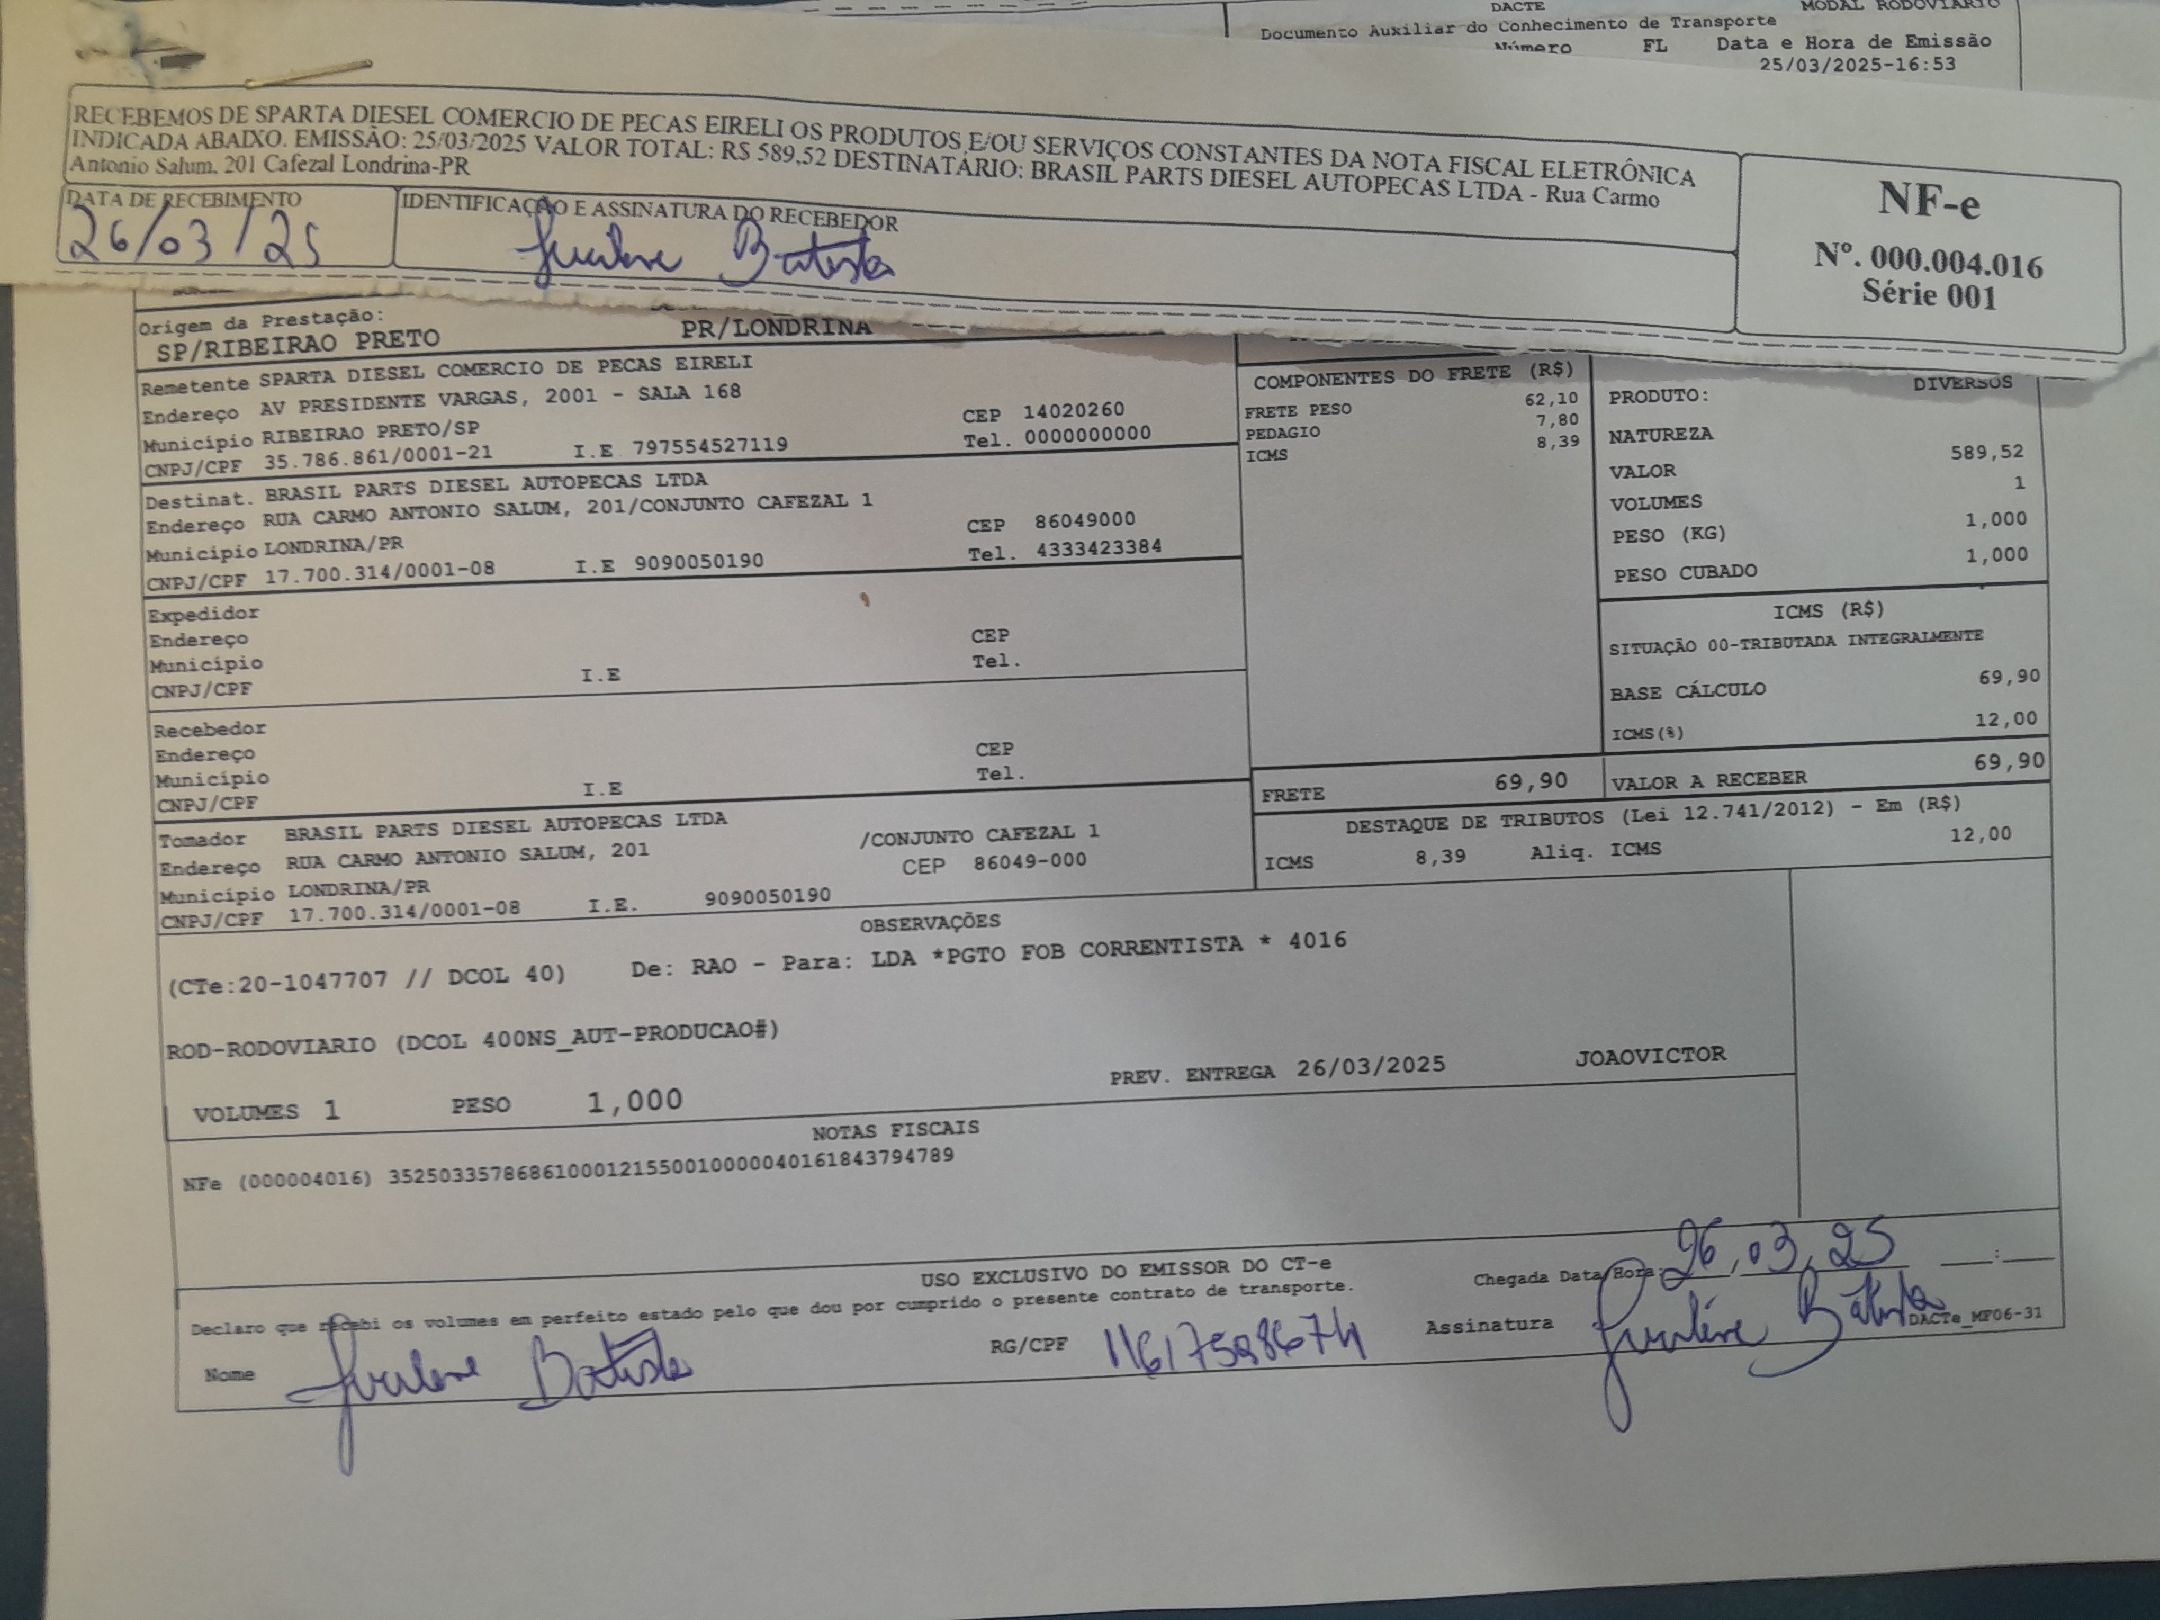 DACTE MODAL RODOVIÁRIO
Documento Auxiliar do Conhecimento de Transporte
Número FL Data e Hora de Emissão
25/03/2025-16:53
RECEBEMOS DE SPARTA DIESEL COMERCIO DE PECAS EIRELI OS PRODUTOS E/OU SERVIÇOS CONSTANTES DA NOTA FISCAL ELETRÔNICA
INDICADA ABAIXO. EMISSÃO: 25/03/2025 VALOR TOTAL: R$ 589,52 DESTINATÁRIO: BRASIL PARTS DIESEL AUTOPECAS LTDA - Rua Carmo
Antonio Salum, 201 Cafezal Londrina-PR
DATA DE RECEBIMENTO
26/03/25
IDENTIFICAÇÃO E ASSINATURA DO RECEBEDOR
Batista
NF-e
Nº. 000.004.016
Série 001
Origem da Prestação:
SP/RIBEIRAO PRETO PR/LONDRINA
Remetente SPARTA DIESEL COMERCIO DE PECAS EIRELI
Endereço AV PRESIDENTE VARGAS, 2001 - SALA 168
Município RIBEIRAO PRETO/SP CEP 14020260
CNPJ/CPF 35.786.861/0001-21 I.E 797554527119 Tel. 0000000000
Destinat. BRASIL PARTS DIESEL AUTOPECAS LTDA
Endereço RUA CARMO ANTONIO SALUM, 201/CONJUNTO CAFEZAL 1
Município LONDRINA/PR CEP 86049000
CNPJ/CPF 17.700.314/0001-08 I.E 9090050190 Tel. 4333423384
Expedidor
Endereço
Município CEP
CNPJ/CPF I.E Tel.
Recebedor
Endereço
Município CEP
CNPJ/CPF I.E Tel.
Tomador BRASIL PARTS DIESEL AUTOPECAS LTDA
Endereço RUA CARMO ANTONIO SALUM, 201 /CONJUNTO CAFEZAL 1
Município LONDRINA/PR CEP 86049-000
CNPJ/CPF 17.700.314/0001-08 I.E. 9090050190
COMPONENTES DO FRETE (R$)
FRETE PESO 62,10
PEDAGIO 7,80
ICMS 8,39
PRODUTO: DIVERSOS
NATUREZA
VALOR 589,52
VOLUMES 1
PESO (KG) 1,000
PESO CUBADO 1,000
ICMS (R$)
SITUAÇÃO 00-TRIBUTADA INTEGRALMENTE
BASE CÁLCULO 69,90
ICMS(%) 12,00
FRETE 69,90 VALOR A RECEBER 69,90
DESTAQUE DE TRIBUTOS (Lei 12.741/2012) - Em (R$)
ICMS 8,39 Aliq. ICMS 12,00
OBSERVAÇÕES
(CTe:20-1047707 // DCOL 40) De: RAO - Para: LDA *PGTO FOB CORRENTISTA * 4016
ROD-RODOVIARIO (DCOL 400NS_AUT-PRODUCAO#)
PREV. ENTREGA 26/03/2025 JOAOVICTOR
VOLUMES 1 PESO 1,000
NOTAS FISCAIS
NFe (000004016) 35250335786861000121550010000040161843794789
USO EXCLUSIVO DO EMISSOR DO CT-e
Declaro que recebi os volumes em perfeito estado pelo que dou por cumprido o presente contrato de transporte.
Chegada Data/Hora: 26,03,25 __:__
Nome Batista RG/CPF 11617598674 Assinatura Batista
DACTe_MF06-31